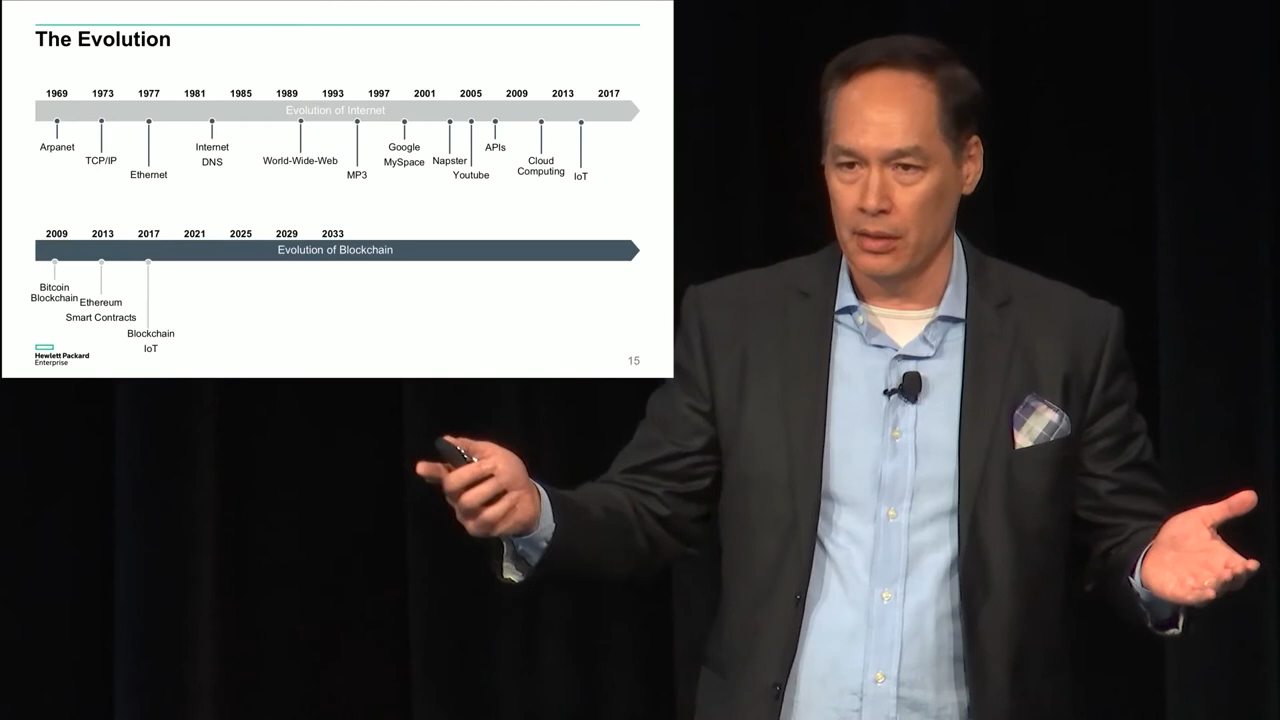 The Evolution
1969 1973 1977 1981 1985 1989 1993 1997 2001 2005 2009 2013 2017
Evolution of Internet
Arpanet
TCP/IP
Ethernet
Internet
DNS
World-Wide-Web
MP3
Google
MySpace
Napster
Youtube
APIs
Cloud
Computing
IoT
2009 2013 2017 2021 2025 2029 2033
Evolution of Blockchain
Bitcoin
Blockchain
Ethereum
Smart Contracts
Blockchain
IoT
Hewlett Packard
Enterprise
15